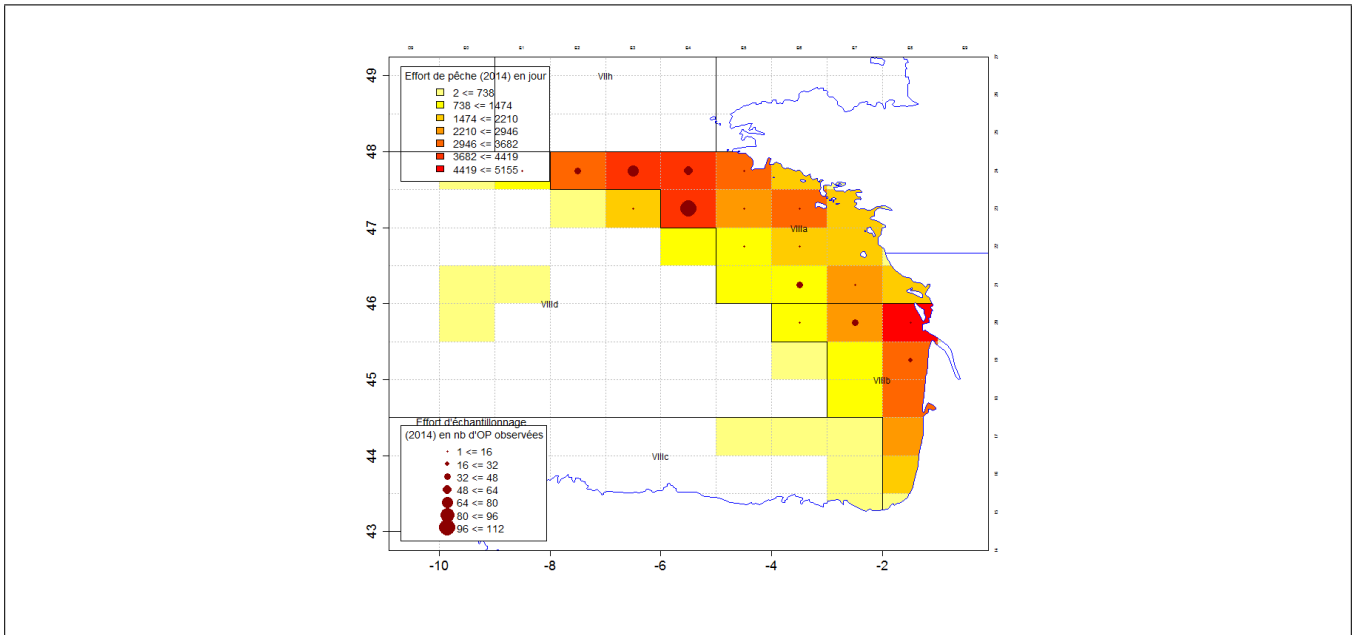 VIIh
49
Effort de pêche (2014) en jour
2 <= 738
738 <= 1474
1474 <= 2210
2210 <= 2946
2946 <= 3682
3682 <= 4419
4419 <= 5155
48
47
VIIIa
46
VIIId
45
VIIIb
Effort d'échantillonnage
(2014) en nb d'OP observées
1 <= 16
16 <= 32
32 <= 48
48 <= 64
64 <= 80
80 <= 96
96 <= 112
44
VIIIc
43
-10 -8 -6 -4 -2